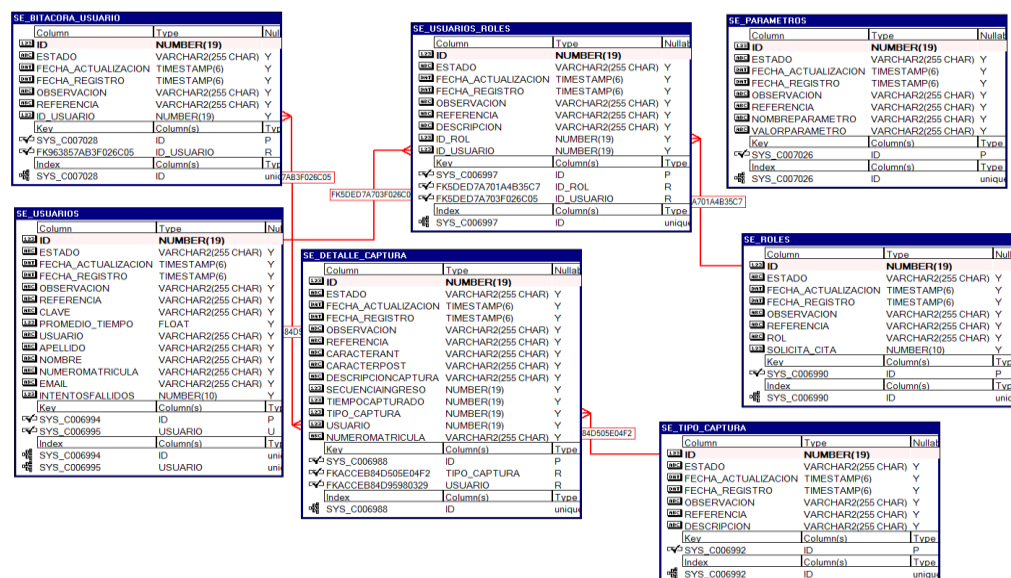 SE_BITACORA_USUARIO
Column Type Null
ID NUMBER(19)
ESTADO VARCHAR2(255 CHAR) Y
FECHA_ACTUALIZACION TIMESTAMP(6) Y
FECHA_REGISTRO TIMESTAMP(6) Y
OBSERVACION VARCHAR2(255 CHAR) Y
REFERENCIA VARCHAR2(255 CHAR) Y
ID_USUARIO NUMBER(19) Y
Key Column(s) Typ
SYS_C007028 ID P
FK963857AB3F026C05 ID_USUARIO R
Index Column(s) Typ
SYS_C007028 ID uniq
7AB3F026C05
SE_USUARIOS_ROLES
Column Type Nullat
ID NUMBER(19)
ESTADO VARCHAR2(255 CHAR) Y
FECHA_ACTUALIZACION TIMESTAMP(6) Y
FECHA_REGISTRO TIMESTAMP(6) Y
OBSERVACION VARCHAR2(255 CHAR) Y
REFERENCIA VARCHAR2(255 CHAR) Y
DESCRIPCION VARCHAR2(255 CHAR) Y
ID_ROL NUMBER(19) Y
ID_USUARIO NUMBER(19) Y
Key Column(s) Type
SYS_C006997 ID P
FK5DED7A701A4B35C7 ID_ROL R
FK5DED7A703F026C05 ID_USUARIO R
Index Column(s) Type
SYS_C006997 ID unique
FK5DED7A703F026C0
A701A4B35C7
SE_PARAMETROS
Column Type Nullat
ID NUMBER(19)
ESTADO VARCHAR2(255 CHAR) Y
FECHA_ACTUALIZACION TIMESTAMP(6) Y
FECHA_REGISTRO TIMESTAMP(6) Y
OBSERVACION VARCHAR2(255 CHAR) Y
REFERENCIA VARCHAR2(255 CHAR) Y
NOMBREPARAMETRO VARCHAR2(255 CHAR) Y
VALORPARAMETRO VARCHAR2(255 CHAR) Y
Key Column(s) Type
SYS_C007026 ID P
Index Column(s) Type
SYS_C007026 ID unique
SE_USUARIOS
Column Type Nul
ID NUMBER(19)
ESTADO VARCHAR2(255 CHAR) Y
FECHA_ACTUALIZACION TIMESTAMP(6) Y
FECHA_REGISTRO TIMESTAMP(6) Y
OBSERVACION VARCHAR2(255 CHAR) Y
REFERENCIA VARCHAR2(255 CHAR) Y
CLAVE VARCHAR2(255 CHAR) Y
PROMEDIO_TIEMPO FLOAT Y
USUARIO VARCHAR2(255 CHAR) Y
APELLIDO VARCHAR2(255 CHAR) Y
NOMBRE VARCHAR2(255 CHAR) Y
NUMEROMATRICULA VARCHAR2(255 CHAR) Y
EMAIL VARCHAR2(255 CHAR) Y
INTENTOSFALLIDOS NUMBER(10) Y
Key Column(s) Typ
SYS_C006994 ID P
SYS_C006995 USUARIO U
Index Column(s) Typ
SYS_C006994 ID uni
SYS_C006995 USUARIO uni
SE_DETALLE_CAPTURA
Column Type Nullat
ID NUMBER(19)
ESTADO VARCHAR2(255 CHAR) Y
FECHA_ACTUALIZACION TIMESTAMP(6) Y
FECHA_REGISTRO TIMESTAMP(6) Y
OBSERVACION VARCHAR2(255 CHAR) Y
REFERENCIA VARCHAR2(255 CHAR) Y
CARACTERANT VARCHAR2(255 CHAR) Y
CARACTERPOST VARCHAR2(255 CHAR) Y
DESCRIPCIONCAPTURA VARCHAR2(255 CHAR) Y
SECUENCIAINGRESO NUMBER(19) Y
TIEMPOCAPTURADO NUMBER(19) Y
TIPO_CAPTURA NUMBER(19) Y
USUARIO NUMBER(19) Y
NUMEROMATRICULA VARCHAR2(255 CHAR) Y
Key Column(s) Type
SYS_C006988 ID P
FKACCEB84D505E04F2 TIPO_CAPTURA R
FKACCEB84D95980329 USUARIO R
Index Column(s) Type
SYS_C006988 ID unique
84D505E04F2
SE_ROLES
Column Type Null
ID NUMBER(19)
ESTADO VARCHAR2(255 CHAR) Y
FECHA_ACTUALIZACION TIMESTAMP(6) Y
FECHA_REGISTRO TIMESTAMP(6) Y
OBSERVACION VARCHAR2(255 CHAR) Y
REFERENCIA VARCHAR2(255 CHAR) Y
ROL VARCHAR2(255 CHAR) Y
SOLICITA_CITA NUMBER(10) Y
Key Column(s) Typ
SYS_C006990 ID P
Index Column(s) Typ
SYS_C006990 ID uniq
SE_TIPO_CAPTURA
Column Type Nullat
ID NUMBER(19)
ESTADO VARCHAR2(255 CHAR) Y
FECHA_ACTUALIZACION TIMESTAMP(6) Y
FECHA_REGISTRO TIMESTAMP(6) Y
OBSERVACION VARCHAR2(255 CHAR) Y
REFERENCIA VARCHAR2(255 CHAR) Y
DESCRIPCION VARCHAR2(255 CHAR) Y
Key Column(s) Type
SYS_C006992 ID P
Index Column(s) Type
SYS_C006992 ID unique